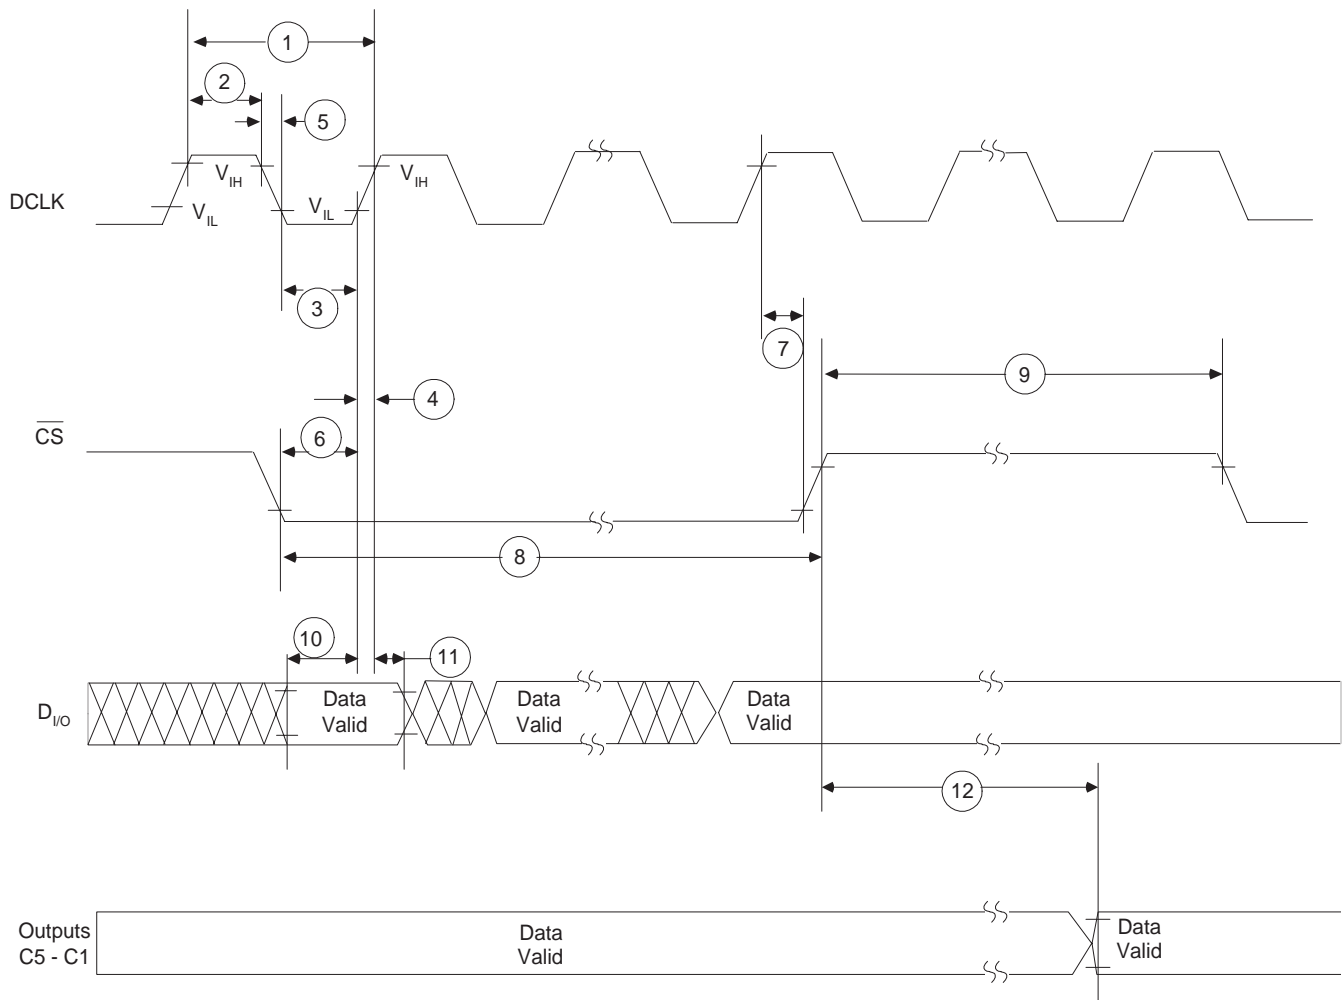 1
2
5
V_IH
V_IH
DCLK
V_IL
V_IL
3
7
9
4
CS
6
8
10
11
D_I/O
Data
Valid
Data
Valid
Data
Valid
12
Outputs
C5 - C1
Data
Valid
Data
Valid